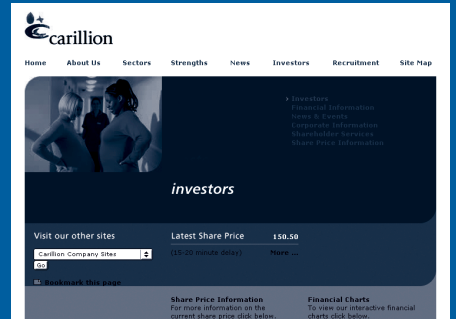 carillion
Home About Us Sectors Strengths News Investors Recruitment Site Map
Investors
Financial Information
News & Events
Corporate Information
Shareholder Services
Share Price Information
investors
Visit our other sites
Latest Share Price 150.50
Carillion Company Sites
(15-20 minute delay) More ...
Go
Bookmark this page
Share Price Information
For more information on the
current share price click below.
Financial Charts
To view our interactive financial
charts click below.